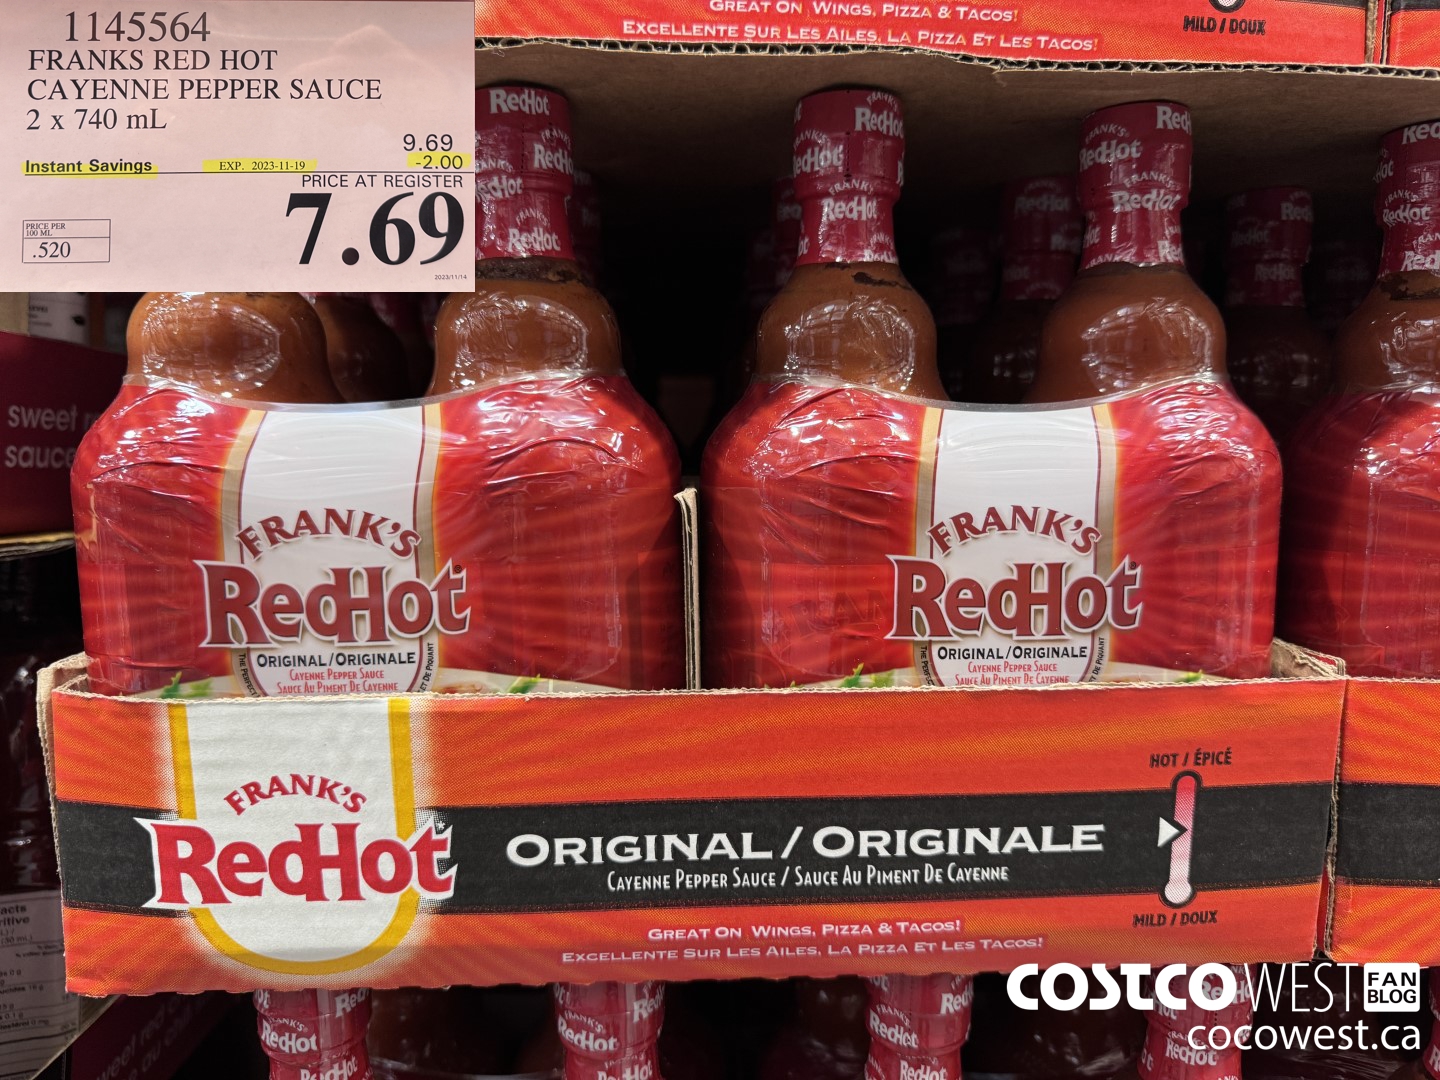 1145564
FRANKS RED HOT
CAYENNE PEPPER SAUCE
2 x 740 mL
9.69
Instant Savings EXP. 2023-11-19 -2.00
PRICE AT REGISTER
7.69
PRICE PER
100 ML
.520
2023/11/14
GREAT ON WINGS, PIZZA & TACOS!
EXCELLENTE SUR LES AILES, LA PIZZA ET LES TACOS!
MILD / DOUX
sweet
sauce
FRANK'S
RedHot
ORIGINAL/ORIGINALE
CAYENNE PEPPER SAUCE
SAUCE AU PIMENT DE CAYENNE
FRANK'S
RedHot
ORIGINAL/ORIGINALE
CAYENNE PEPPER SAUCE
SAUCE AU PIMENT DE CAYENNE
FRANK'S
RedHot
ORIGINAL / ORIGINALE
CAYENNE PEPPER SAUCE / SAUCE AU PIMENT DE CAYENNE
GREAT ON WINGS, PIZZA & TACOS!
EXCELLENTE SUR LES AILES, LA PIZZA ET LES TACOS!
HOT / ÉPICÉ
MILD / DOUX
COSTCO WEST FAN BLOG
cocowest.ca